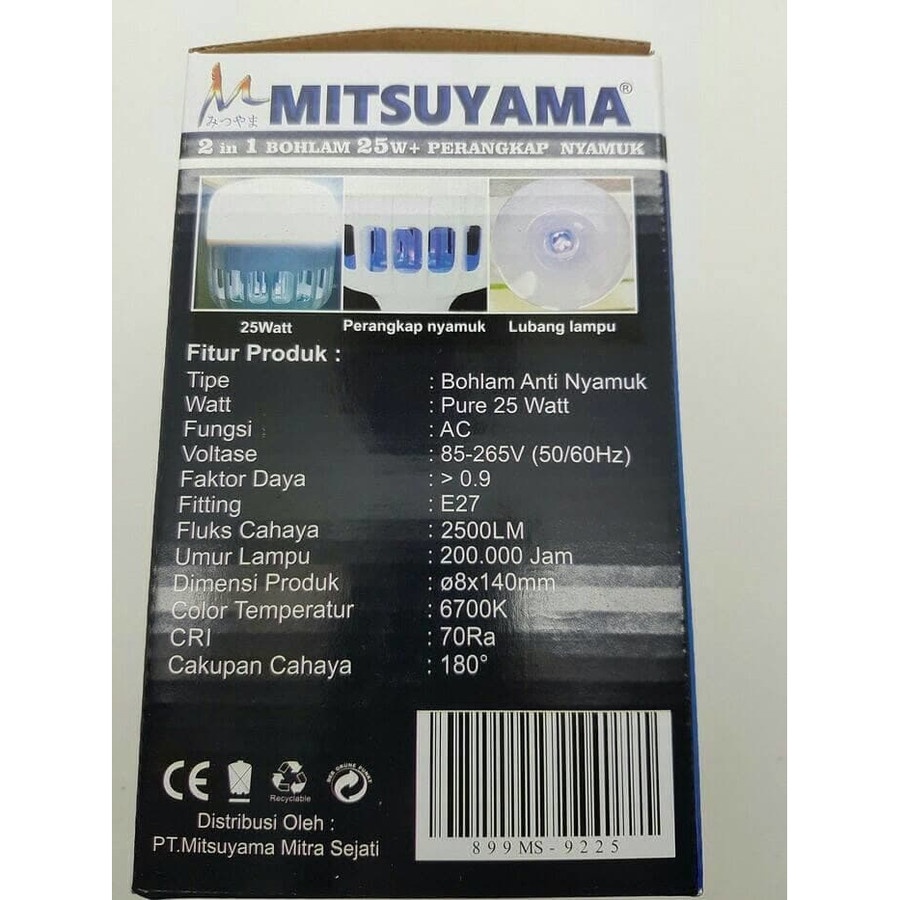 みつやま
MITSUYAMA®
2 in 1 BOHLAM 25W+ PERANGKAP NYAMUK
25Watt Perangkap nyamuk Lubang lampu
Fitur Produk :
Tipe : Bohlam Anti Nyamuk
Watt : Pure 25 Watt
Fungsi : AC
Voltase : 85-265V (50/60Hz)
Faktor Daya : > 0.9
Fitting : E27
Fluks Cahaya : 2500LM
Umur Lampu : 200.000 Jam
Dimensi Produk : ø8x140mm
Color Temperatur : 6700K
CRI : 70Ra
Cakupan Cahaya : 180°
CE
Recyclable
DER GRÜNE PUNKT
Distribusi Oleh :
PT.Mitsuyama Mitra Sejati
899MS-9225